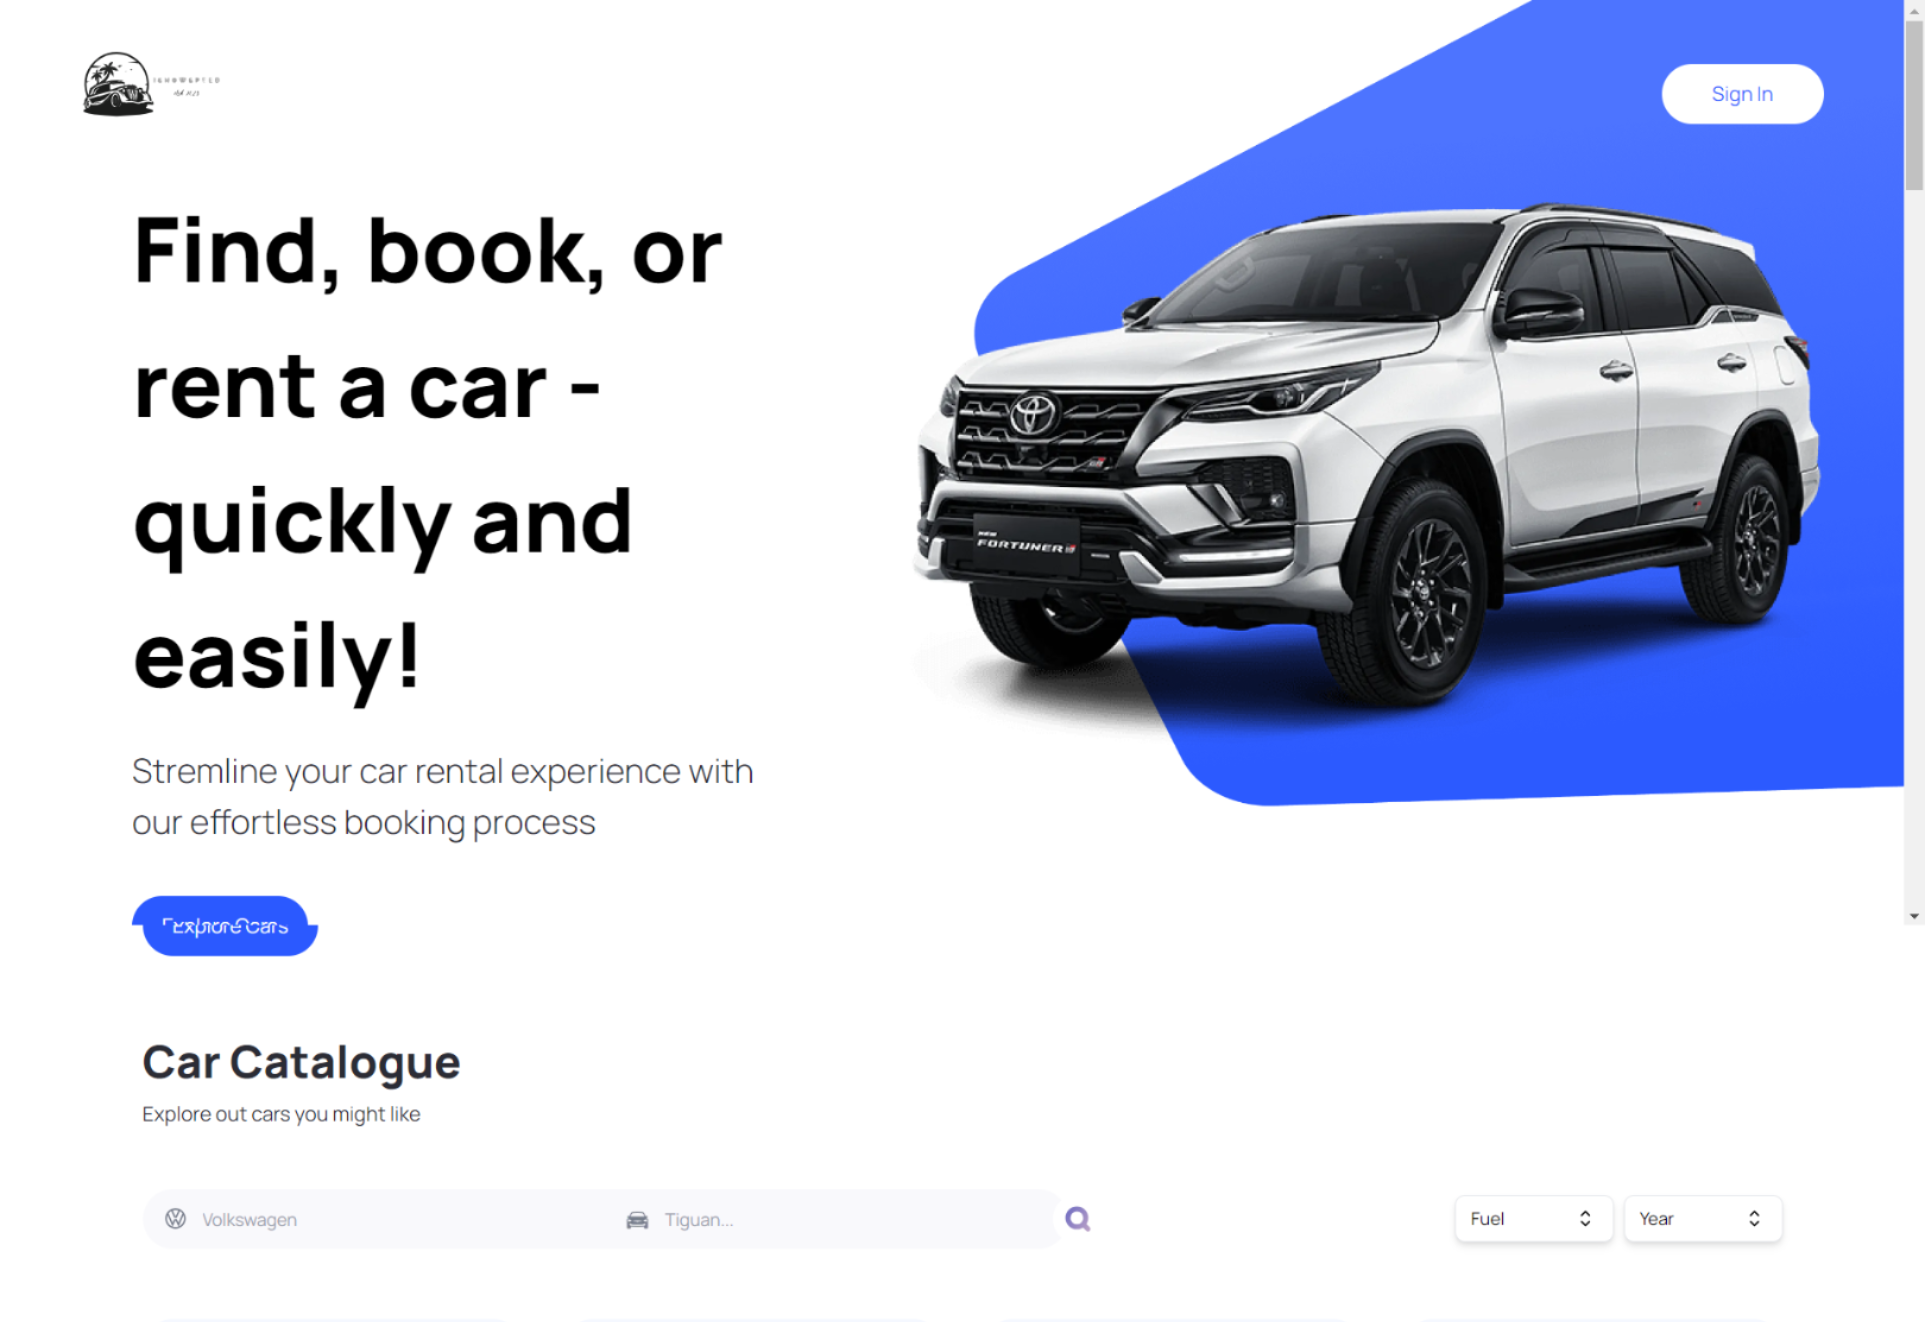 Sign In
Find, book, or
rent a car -
quickly and
easily!
NEW
FORTUNER
Stremline your car rental experience with
our effortless booking process
Explore Cars
Car Catalogue
Explore out cars you might like
Volkswagen
Tiguan...
Fuel
Year